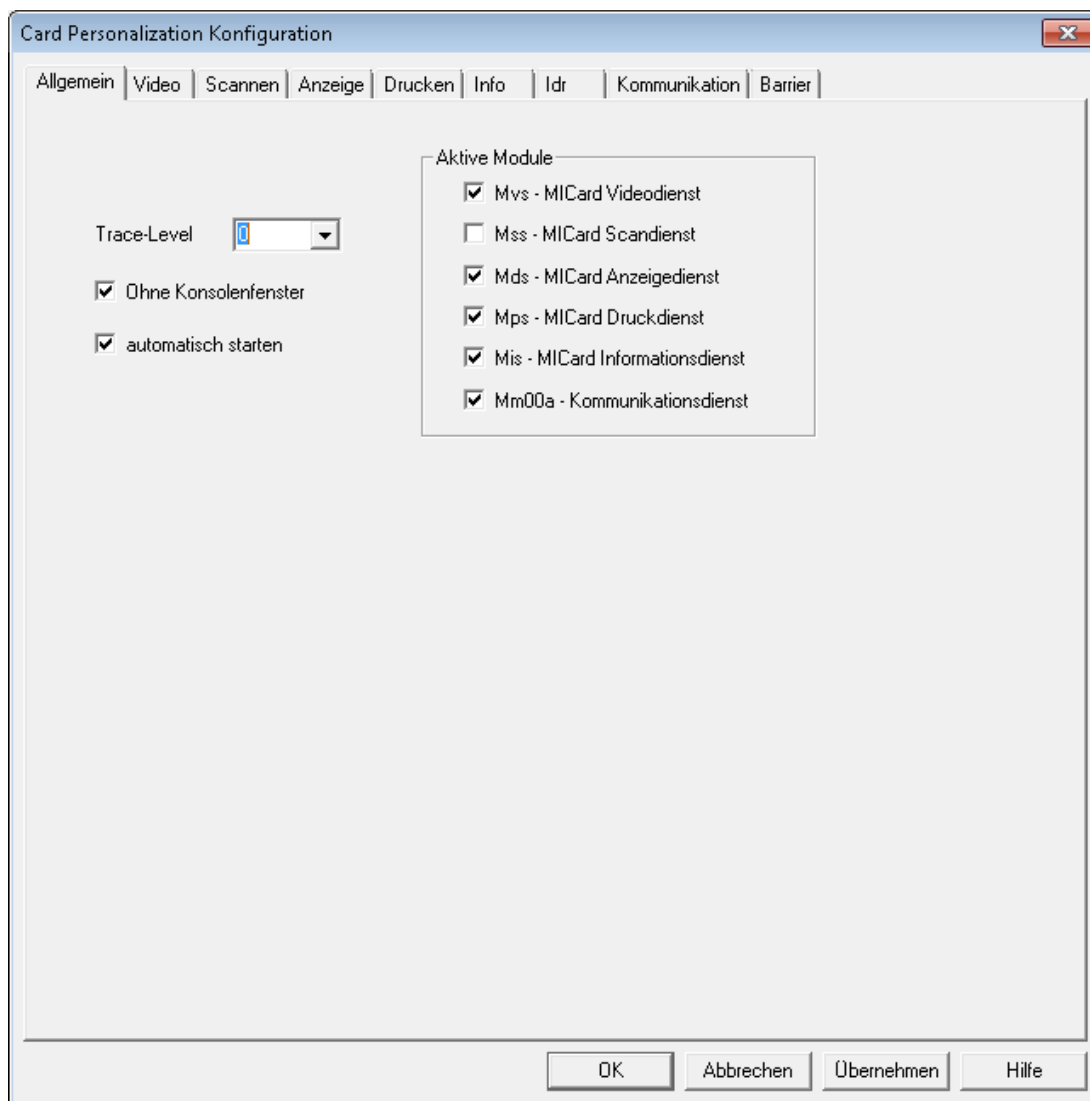 Card Personalization Konfiguration
Allgemein Video Scannen Anzeige Drucken Info Idr Kommunikation Barrier
Aktive Module
Mvs - MICard Videodienst
Trace-Level 0
Mss - MICard Scandienst
Mds - MICard Anzeigedienst
Ohne Konsolenfenster
Mps - MICard Druckdienst
automatisch starten
Mis - MICard Informationsdienst
Mm00a - Kommunikationsdienst
OK Abbrechen Übernehmen Hilfe